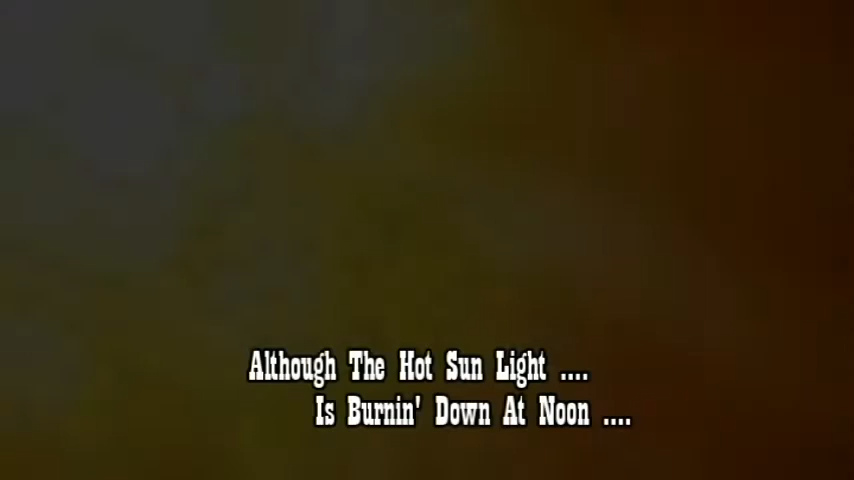 Although The Hot Sun Light ....
Is Burnin' Down At Noon ....